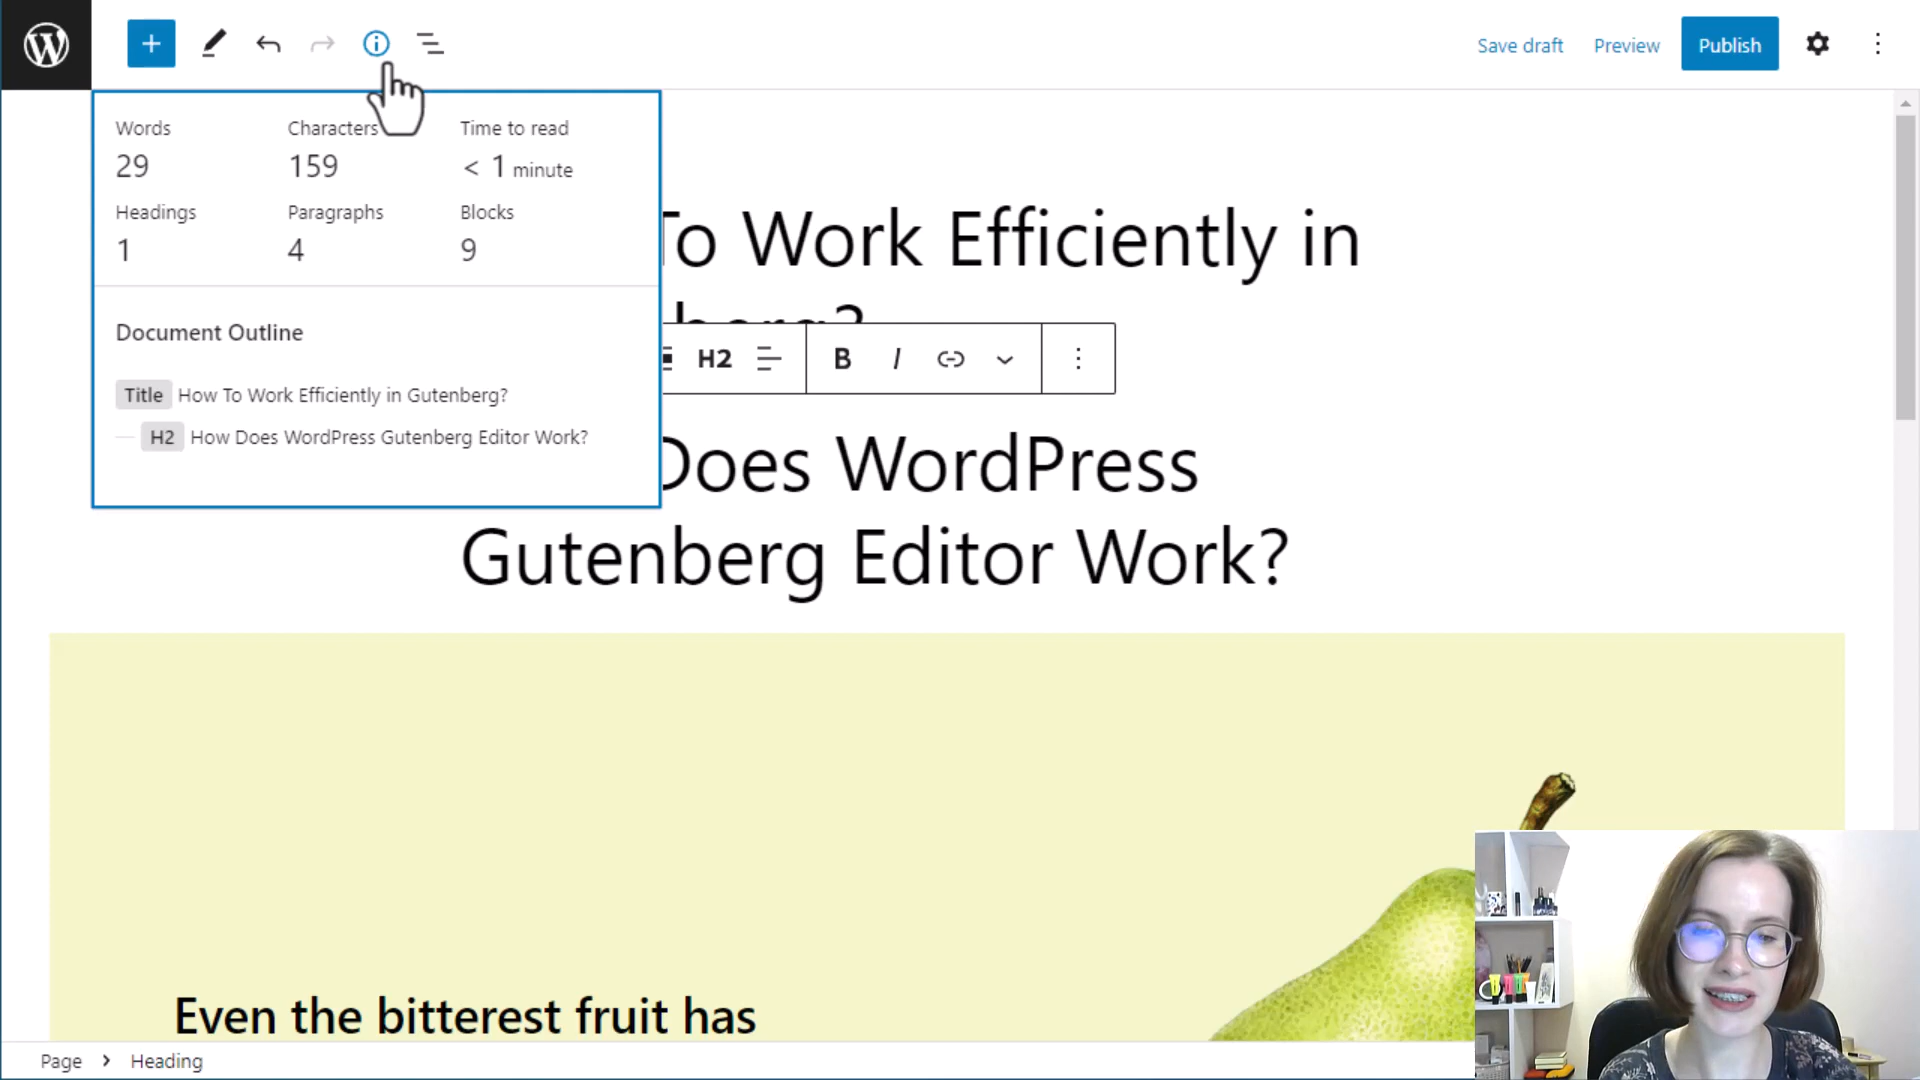 Save draft
Preview
Publish
Words
Characters
Time to read
29
159
< 1 minute
Headings
Paragraphs
Blocks
1
4
9
Document Outline
Title How To Work Efficiently in Gutenberg?
H2 How Does WordPress Gutenberg Editor Work?
To Work Efficiently in
berg?
H2
B
I
Does WordPress
Gutenberg Editor Work?
Even the bitterest fruit has
Page
Heading